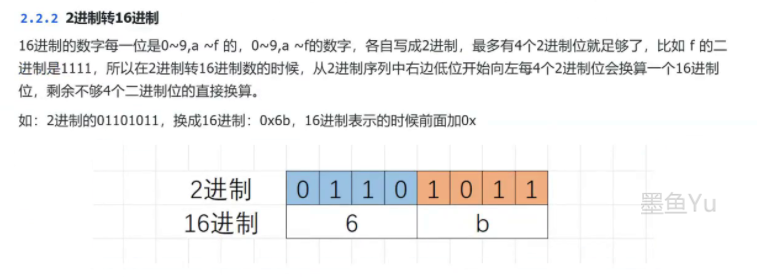 2.2.2 2进制转16进制
16进制的数字每一位是0~9,a ~f 的，0~9,a ~f的数字，各自写成2进制，最多有4个2进制位就足够了，比如 f 的二
进制是1111，所以在2进制转16进制数的时候，从2进制序列中右边低位开始向左每4个2进制位会换算一个16进制
位，剩余不够4个二进制位的直接换算。
如：2进制的01101011，换成16进制：0x6b，16进制表示的时候前面加0x
2进制 0 1 1 0 1 0 1 1
16进制 6 b
墨鱼Yu